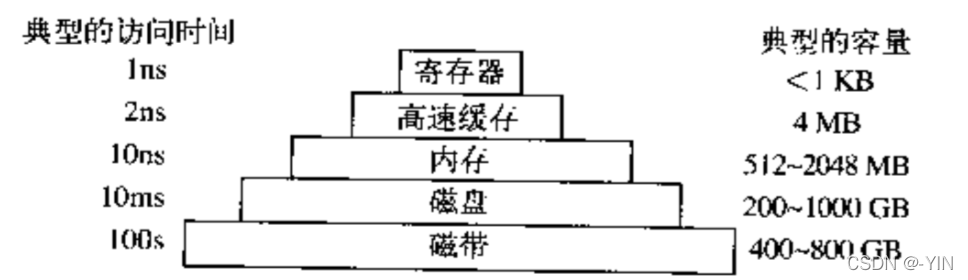 典型的访问时间 典型的容量
1ns 寄存器 <1 KB
2ns 高速缓存 4 MB
10ns 内存 512~2048 MB
10ms 磁盘 200~1000 GB
100s 磁带 400~800 GB
CSDN @-YIN